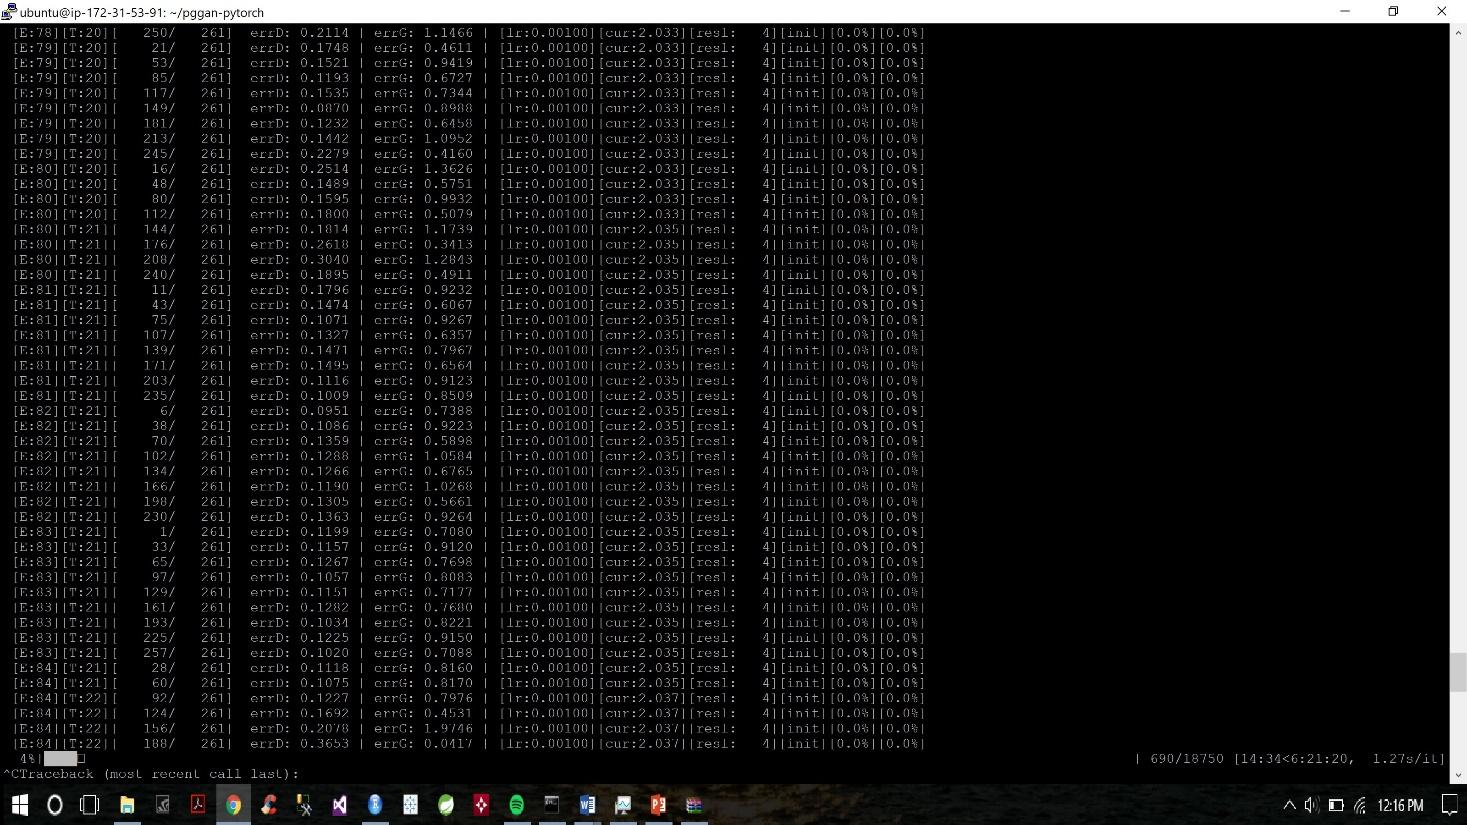 ubuntu@ip-172-31-53-91: ~/pggan-pytorch
[E:78][T:20][   250/   261]  errD: 0.2114 | errG: 1.1466 | [lr:0.00100][cur:2.033][resl:   4][init][0.0%][0.0%]
[E:79][T:20][    21/   261]  errD: 0.1748 | errG: 0.4611 | [lr:0.00100][cur:2.033][resl:   4][init][0.0%][0.0%]
[E:79][T:20][    53/   261]  errD: 0.1521 | errG: 0.9419 | [lr:0.00100][cur:2.033][resl:   4][init][0.0%][0.0%]
[E:79][T:20][    85/   261]  errD: 0.1193 | errG: 0.6727 | [lr:0.00100][cur:2.033][resl:   4][init][0.0%][0.0%]
[E:79][T:20][   117/   261]  errD: 0.1535 | errG: 0.7344 | [lr:0.00100][cur:2.033][resl:   4][init][0.0%][0.0%]
[E:79][T:20][   149/   261]  errD: 0.0870 | errG: 0.8988 | [lr:0.00100][cur:2.033][resl:   4][init][0.0%][0.0%]
[E:79][T:20][   181/   261]  errD: 0.1232 | errG: 0.6458 | [lr:0.00100][cur:2.033][resl:   4][init][0.0%][0.0%]
[E:79][T:20][   213/   261]  errD: 0.1442 | errG: 1.0952 | [lr:0.00100][cur:2.033][resl:   4][init][0.0%][0.0%]
[E:79][T:20][   245/   261]  errD: 0.2279 | errG: 0.4160 | [lr:0.00100][cur:2.033][resl:   4][init][0.0%][0.0%]
[E:80][T:20][    16/   261]  errD: 0.2514 | errG: 1.3626 | [lr:0.00100][cur:2.033][resl:   4][init][0.0%][0.0%]
[E:80][T:20][    48/   261]  errD: 0.1489 | errG: 0.5751 | [lr:0.00100][cur:2.033][resl:   4][init][0.0%][0.0%]
[E:80][T:20][    80/   261]  errD: 0.1595 | errG: 0.9932 | [lr:0.00100][cur:2.033][resl:   4][init][0.0%][0.0%]
[E:80][T:20][   112/   261]  errD: 0.1800 | errG: 0.5079 | [lr:0.00100][cur:2.033][resl:   4][init][0.0%][0.0%]
[E:80][T:21][   144/   261]  errD: 0.1814 | errG: 1.1739 | [lr:0.00100][cur:2.035][resl:   4][init][0.0%][0.0%]
[E:80][T:21][   176/   261]  errD: 0.2618 | errG: 0.3413 | [lr:0.00100][cur:2.035][resl:   4][init][0.0%][0.0%]
[E:80][T:21][   208/   261]  errD: 0.3040 | errG: 1.2843 | [lr:0.00100][cur:2.035][resl:   4][init][0.0%][0.0%]
[E:80][T:21][   240/   261]  errD: 0.1895 | errG: 0.4911 | [lr:0.00100][cur:2.035][resl:   4][init][0.0%][0.0%]
[E:81][T:21][    11/   261]  errD: 0.1796 | errG: 0.9232 | [lr:0.00100][cur:2.035][resl:   4][init][0.0%][0.0%]
[E:81][T:21][    43/   261]  errD: 0.1474 | errG: 0.6067 | [lr:0.00100][cur:2.035][resl:   4][init][0.0%][0.0%]
[E:81][T:21][    75/   261]  errD: 0.1071 | errG: 0.9267 | [lr:0.00100][cur:2.035][resl:   4][init][0.0%][0.0%]
[E:81][T:21][   107/   261]  errD: 0.1327 | errG: 0.6357 | [lr:0.00100][cur:2.035][resl:   4][init][0.0%][0.0%]
[E:81][T:21][   139/   261]  errD: 0.1471 | errG: 0.7967 | [lr:0.00100][cur:2.035][resl:   4][init][0.0%][0.0%]
[E:81][T:21][   171/   261]  errD: 0.1495 | errG: 0.6564 | [lr:0.00100][cur:2.035][resl:   4][init][0.0%][0.0%]
[E:81][T:21][   203/   261]  errD: 0.1116 | errG: 0.9123 | [lr:0.00100][cur:2.035][resl:   4][init][0.0%][0.0%]
[E:81][T:21][   235/   261]  errD: 0.1009 | errG: 0.8509 | [lr:0.00100][cur:2.035][resl:   4][init][0.0%][0.0%]
[E:82][T:21][     6/   261]  errD: 0.0951 | errG: 0.7388 | [lr:0.00100][cur:2.035][resl:   4][init][0.0%][0.0%]
[E:82][T:21][    38/   261]  errD: 0.1086 | errG: 0.9223 | [lr:0.00100][cur:2.035][resl:   4][init][0.0%][0.0%]
[E:82][T:21][    70/   261]  errD: 0.1359 | errG: 0.5898 | [lr:0.00100][cur:2.035][resl:   4][init][0.0%][0.0%]
[E:82][T:21][   102/   261]  errD: 0.1288 | errG: 1.0584 | [lr:0.00100][cur:2.035][resl:   4][init][0.0%][0.0%]
[E:82][T:21][   134/   261]  errD: 0.1266 | errG: 0.6765 | [lr:0.00100][cur:2.035][resl:   4][init][0.0%][0.0%]
[E:82][T:21][   166/   261]  errD: 0.1190 | errG: 1.0268 | [lr:0.00100][cur:2.035][resl:   4][init][0.0%][0.0%]
[E:82][T:21][   198/   261]  errD: 0.1305 | errG: 0.5661 | [lr:0.00100][cur:2.035][resl:   4][init][0.0%][0.0%]
[E:82][T:21][   230/   261]  errD: 0.1363 | errG: 0.9264 | [lr:0.00100][cur:2.035][resl:   4][init][0.0%][0.0%]
[E:83][T:21][     1/   261]  errD: 0.1199 | errG: 0.7080 | [lr:0.00100][cur:2.035][resl:   4][init][0.0%][0.0%]
[E:83][T:21][    33/   261]  errD: 0.1157 | errG: 0.9120 | [lr:0.00100][cur:2.035][resl:   4][init][0.0%][0.0%]
[E:83][T:21][    65/   261]  errD: 0.1267 | errG: 0.7698 | [lr:0.00100][cur:2.035][resl:   4][init][0.0%][0.0%]
[E:83][T:21][    97/   261]  errD: 0.1057 | errG: 0.8083 | [lr:0.00100][cur:2.035][resl:   4][init][0.0%][0.0%]
[E:83][T:21][   129/   261]  errD: 0.1151 | errG: 0.7177 | [lr:0.00100][cur:2.035][resl:   4][init][0.0%][0.0%]
[E:83][T:21][   161/   261]  errD: 0.1282 | errG: 0.7680 | [lr:0.00100][cur:2.035][resl:   4][init][0.0%][0.0%]
[E:83][T:21][   193/   261]  errD: 0.1034 | errG: 0.8221 | [lr:0.00100][cur:2.035][resl:   4][init][0.0%][0.0%]
[E:83][T:21][   225/   261]  errD: 0.1225 | errG: 0.9150 | [lr:0.00100][cur:2.035][resl:   4][init][0.0%][0.0%]
[E:83][T:21][   257/   261]  errD: 0.1020 | errG: 0.7088 | [lr:0.00100][cur:2.035][resl:   4][init][0.0%][0.0%]
[E:84][T:21][    28/   261]  errD: 0.1118 | errG: 0.8160 | [lr:0.00100][cur:2.035][resl:   4][init][0.0%][0.0%]
[E:84][T:21][    60/   261]  errD: 0.1075 | errG: 0.8170 | [lr:0.00100][cur:2.035][resl:   4][init][0.0%][0.0%]
[E:84][T:22][    92/   261]  errD: 0.1227 | errG: 0.7976 | [lr:0.00100][cur:2.037][resl:   4][init][0.0%][0.0%]
[E:84][T:22][   124/   261]  errD: 0.1692 | errG: 0.4531 | [lr:0.00100][cur:2.037][resl:   4][init][0.0%][0.0%]
[E:84][T:22][   156/   261]  errD: 0.2078 | errG: 1.9746 | [lr:0.00100][cur:2.037][resl:   4][init][0.0%][0.0%]
[E:84][T:22][   188/   261]  errD: 0.3653 | errG: 0.0417 | [lr:0.00100][cur:2.037][resl:   4][init][0.0%][0.0%]
4%| | 690/18750 [14:34<6:21:20,  1.27s/it]
^CTraceback (most recent call last):
12:16 PM